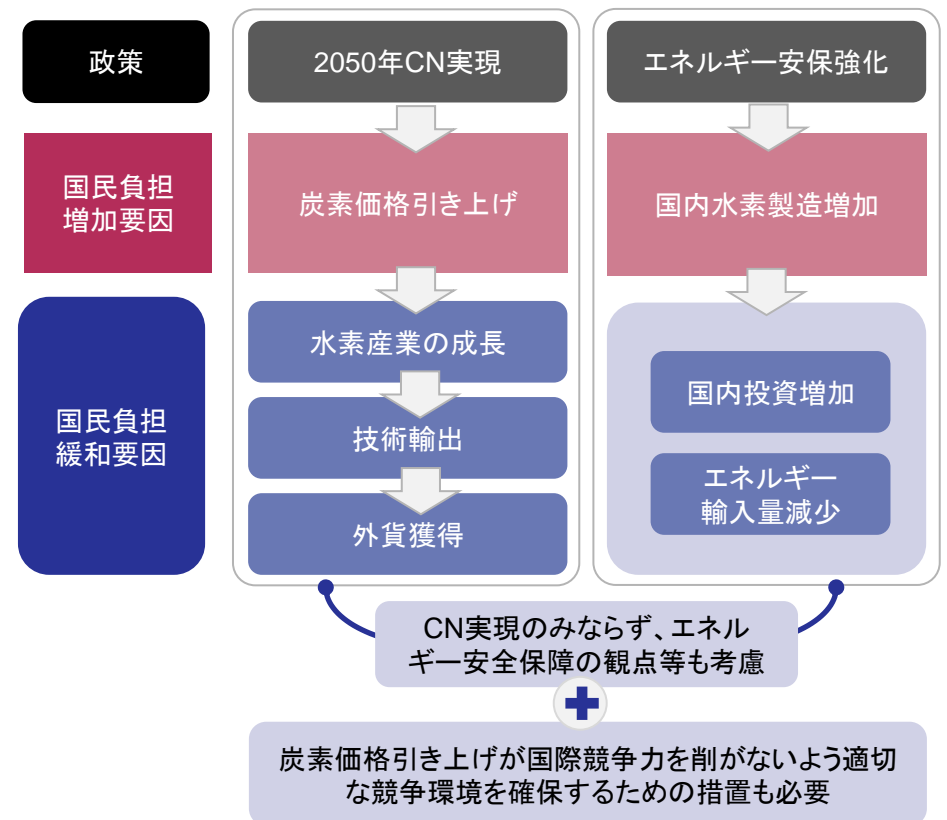 政策
2050年CN実現
エネルギー安保強化
国民負担
増加要因
炭素価格引き上げ
国内水素製造増加
国民負担
緩和要因
水素産業の成長
技術輸出
外貨獲得
国内投資増加
エネルギー
輸入量減少
CN実現のみならず、エネル
ギー安全保障の観点等も考慮
炭素価格引き上げが国際競争力を削がないよう適切
な競争環境を確保するための措置も必要